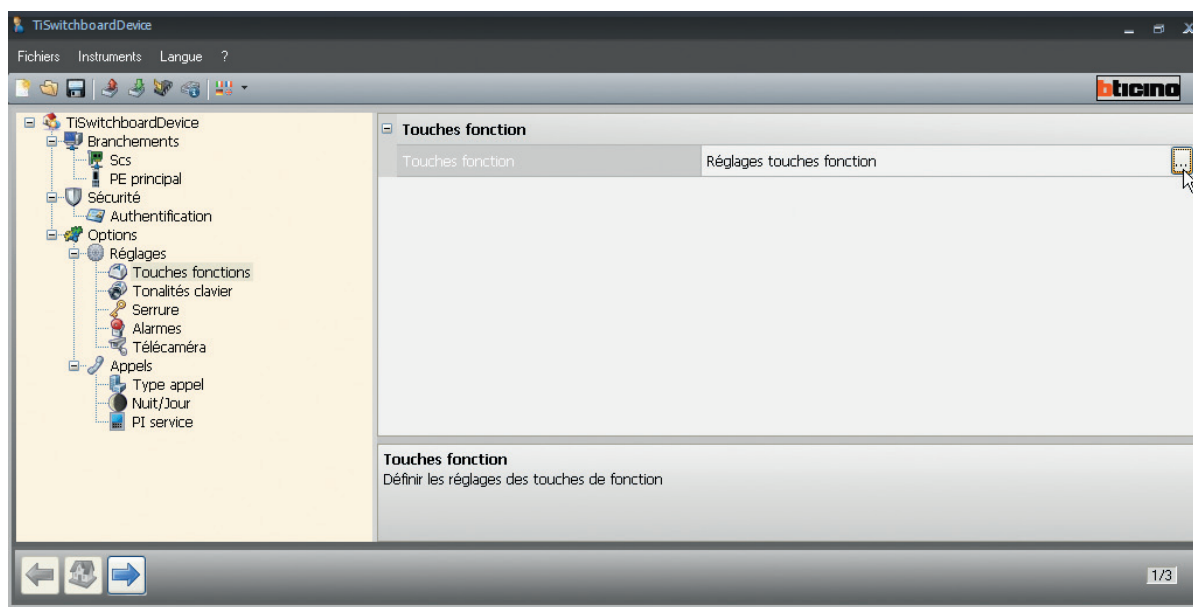 TiSwitchboardDevice
Fichiers Instruments Langue ?
bticino
TiSwitchboardDevice
Branchements
Scs
PE principal
Sécurité
Authentification
Options
Réglages
Touches fonctions
Tonalités clavier
Serrure
Alarmes
Télécaméra
Appels
Type appel
Nuit/Jour
PI service
Touches fonction
Touches fonction Réglages touches fonction ...
Touches fonction
Définir les réglages des touches de fonction
1/3